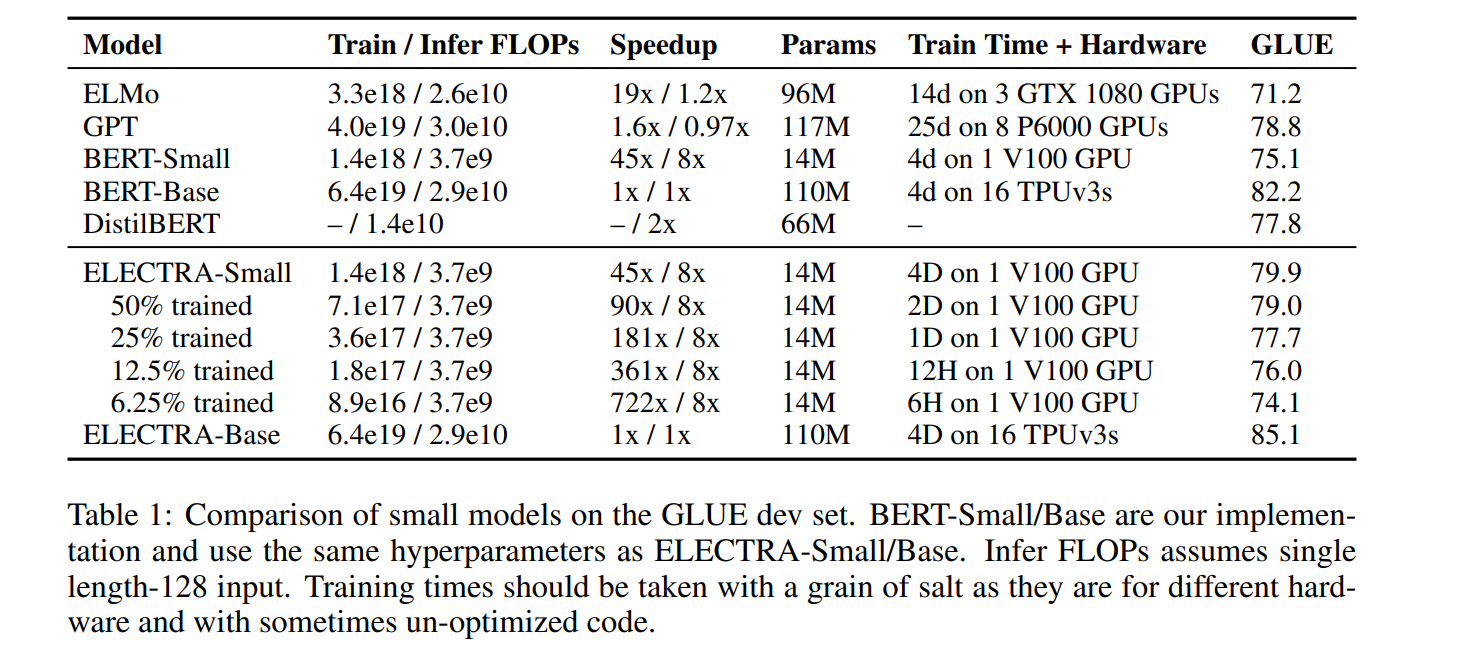 Model Train / Infer FLOPs Speedup Params Train Time + Hardware GLUE
ELMo 3.3e18 / 2.6e10 19x / 1.2x 96M 14d on 3 GTX 1080 GPUs 71.2
GPT 4.0e19 / 3.0e10 1.6x / 0.97x 117M 25d on 8 P6000 GPUs 78.8
BERT-Small 1.4e18 / 3.7e9 45x / 8x 14M 4d on 1 V100 GPU 75.1
BERT-Base 6.4e19 / 2.9e10 1x / 1x 110M 4d on 16 TPUv3s 82.2
DistilBERT – / 1.4e10 – / 2x 66M – 77.8
ELECTRA-Small 1.4e18 / 3.7e9 45x / 8x 14M 4D on 1 V100 GPU 79.9
50% trained 7.1e17 / 3.7e9 90x / 8x 14M 2D on 1 V100 GPU 79.0
25% trained 3.6e17 / 3.7e9 181x / 8x 14M 1D on 1 V100 GPU 77.7
12.5% trained 1.8e17 / 3.7e9 361x / 8x 14M 12H on 1 V100 GPU 76.0
6.25% trained 8.9e16 / 3.7e9 722x / 8x 14M 6H on 1 V100 GPU 74.1
ELECTRA-Base 6.4e19 / 2.9e10 1x / 1x 110M 4D on 16 TPUv3s 85.1
Table 1: Comparison of small models on the GLUE dev set. BERT-Small/Base are our implemen-
tation and use the same hyperparameters as ELECTRA-Small/Base. Infer FLOPs assumes single
length-128 input. Training times should be taken with a grain of salt as they are for different hard-
ware and with sometimes un-optimized code.